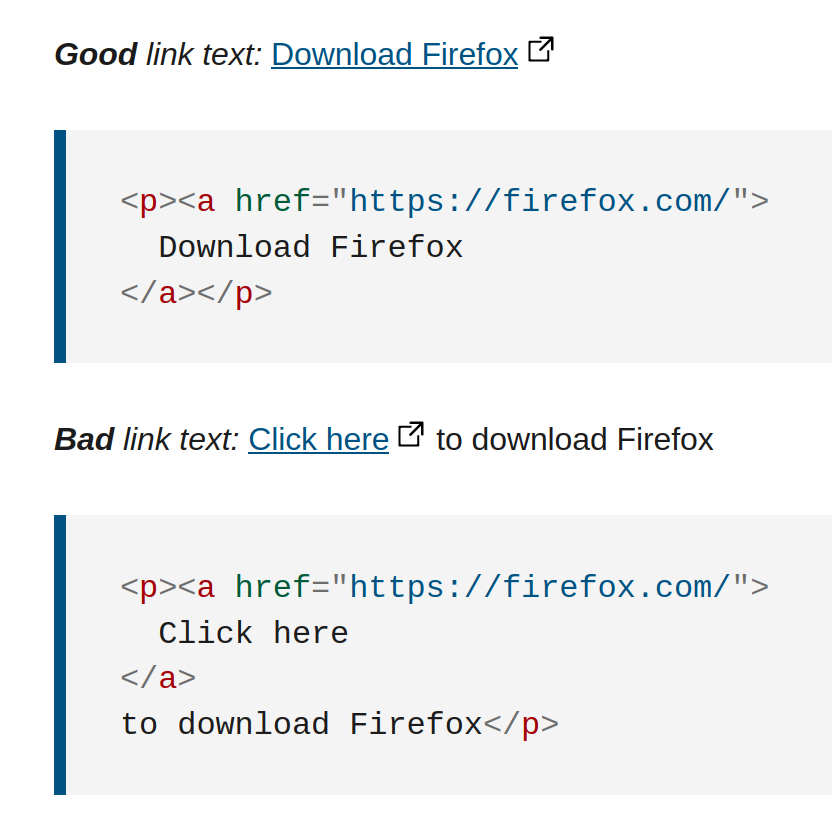 Good link text: Download Firefox
<p><a href="https://firefox.com/">
  Download Firefox
</a></p>
Bad link text: Click here to download Firefox
<p><a href="https://firefox.com/">
  Click here
</a>
to download Firefox</p>